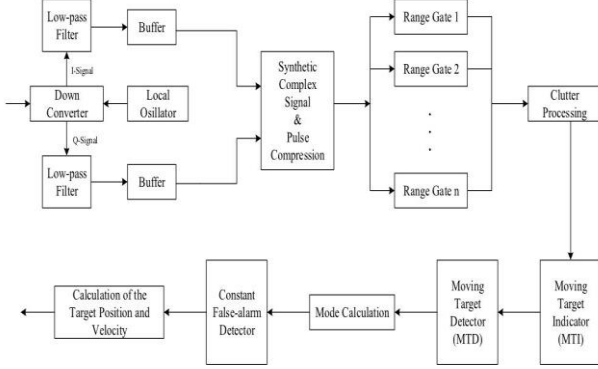 Low-pass
Filter
Buffer
I-Signal
Down
Converter
Local
Osillator
Q-Signal
Low-pass
Filter
Buffer
Synthetic
Complex
Signal
&
Pulse
Compression
Range Gate 1
Range Gate 2
.
.
.
Range Gate n
Clutter
Processing
Moving
Target
Indicator
(MTI)
Moving
Target
Detector
(MTD)
Mode Calculation
Constant
False-alarm
Detector
Calculation of the
Target Position and
Velocity